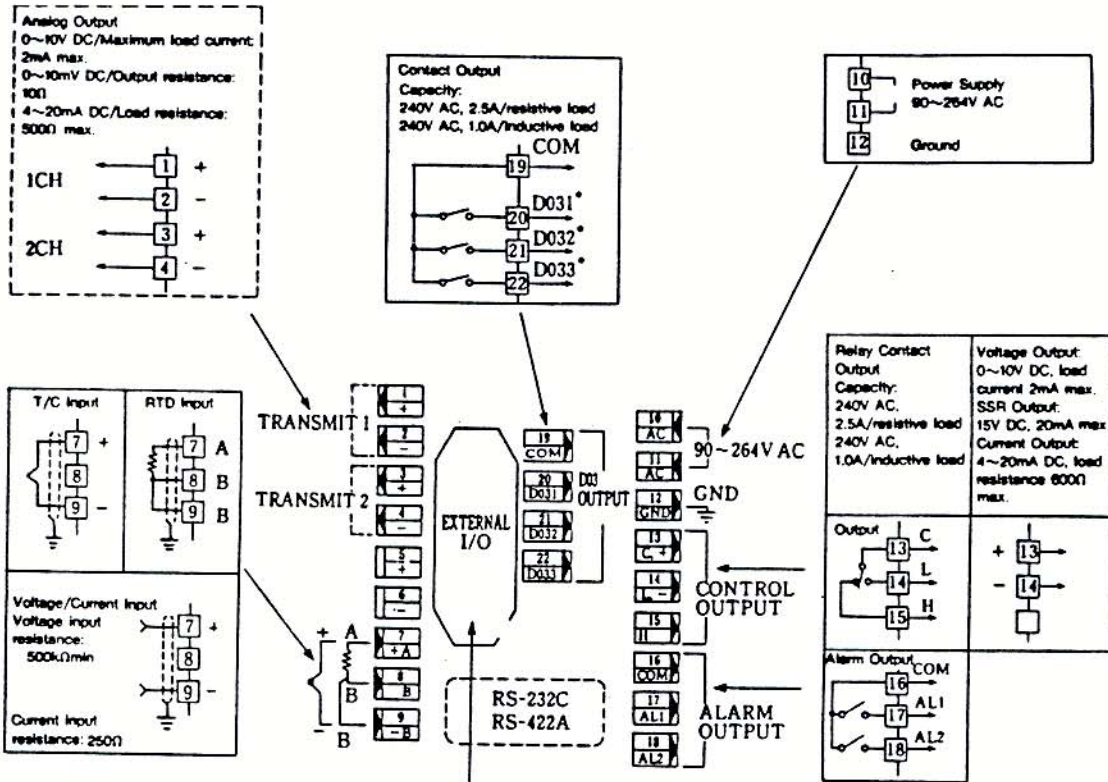 Analog Output
0~10V DC/Maximum load current:
2mA max.
0~10mV DC/Output resistance:
10Ω
4~20mA DC/Load resistance:
500Ω max.
1CH
1 +
2 -
2CH
3 +
4 -
Contact Output
Capacity:
240V AC, 2.5A/resistive load
240V AC, 1.0A/inductive load
COM
19
D031*
20
D032*
21
D033*
22
10
11
12
Power Supply
90~264V AC
Ground
T/C Input
7 +
8
9 -
RTD Input
7 A
8 B
9 B
Voltage/Current Input
Voltage input
resistance:
500kΩmin
7 +
8
9 -
Current input
resistance: 250Ω
TRANSMIT 1
TRANSMIT 2
1
+
2
-
3
+
4
-
5
+
6
-
7
+A
8
B
9
-B
+ A
B
- B
EXTERNAL
I/O
19
COM
20
D031
21
D032
22
D033
D03
OUTPUT
RS-232C
RS-422A
10
AC
11
AC
12
GND
13
C +
14
L -
15
H
16
COM
17
AL1
18
AL2
90~264V AC
GND
CONTROL
OUTPUT
ALARM
OUTPUT
Relay Contact
Output
Capacity:
240V AC,
2.5A/resistive load
240V AC,
1.0A/inductive load
Voltage Output:
0~10V DC, load
current 2mA max.
SSR Output:
15V DC, 20mA max
Current Output:
4~20mA DC, load
resistance 600Ω
max.
Output
13 C
14 L
15 H
+ 13
- 14
Alarm Output
16 COM
17 AL1
18 AL2